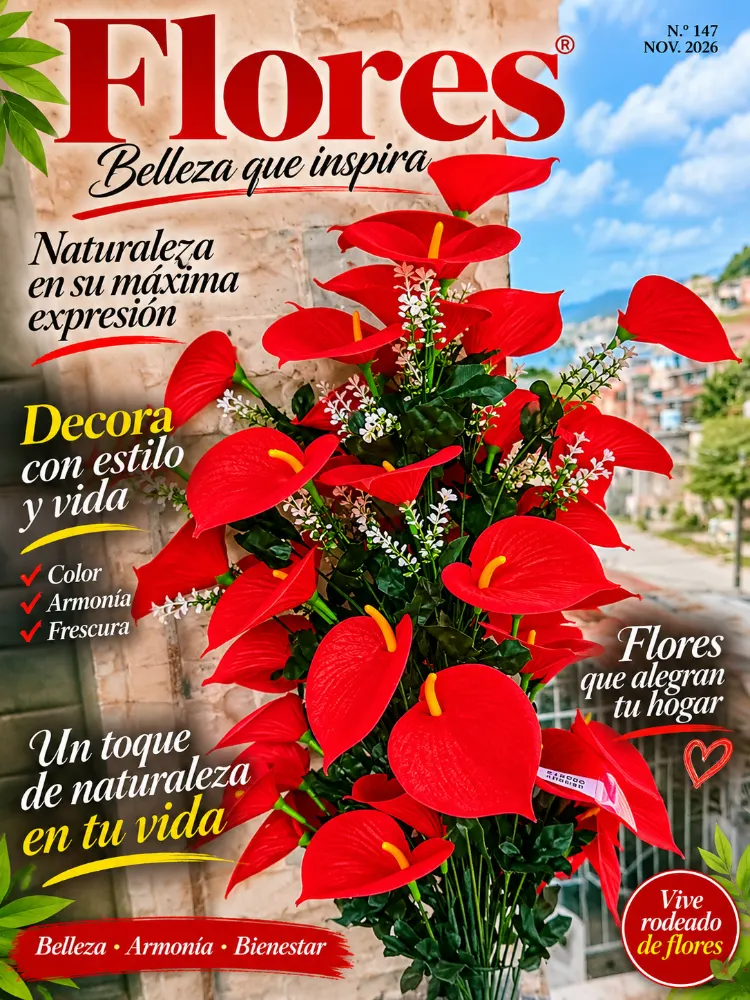 Flores®
Belleza que inspira
N.º 147
NOV. 2026
Naturaleza
en su máxima
expresión
Decora
con estilo
y vida
✓ Color
✓ Armonía
✓ Frescura
Flores
que alegran
tu hogar
Un toque
de naturaleza
en tu vida
Belleza • Armonía • Bienestar
Vive
rodeado
de flores